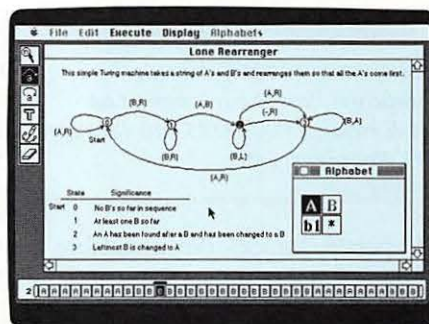 File Edit Execute Display Alphabets
Lone Rearranger
This simple Turing machine takes a string of A's and B's and rearranges them so that all the A's come first.
{A,R}
{B,R}
{A,B}
{-,R}
{A,R}
{B,A}
0
1
Start
{B,R}
{B,L}
{A,R}
State Significance
Start 0 No B's so far in sequence
1 At least one B so far
2 An A has been found after a B and has been changed to a B
3 Leftmost B is changed to A
Alphabet
A B
bl *
2